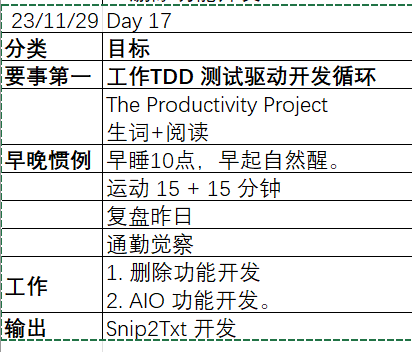 23/11/29 Day 17
分类 目标
要事第一 工作TDD 测试驱动开发循环
The Productivity Project
生词+阅读
早晚惯例 早睡10点，早起自然醒。
运动 15 + 15 分钟
复盘昨日
通勤觉察
工作 1. 删除功能开发
2. AIO 功能开发。
输出 Snip2Txt 开发